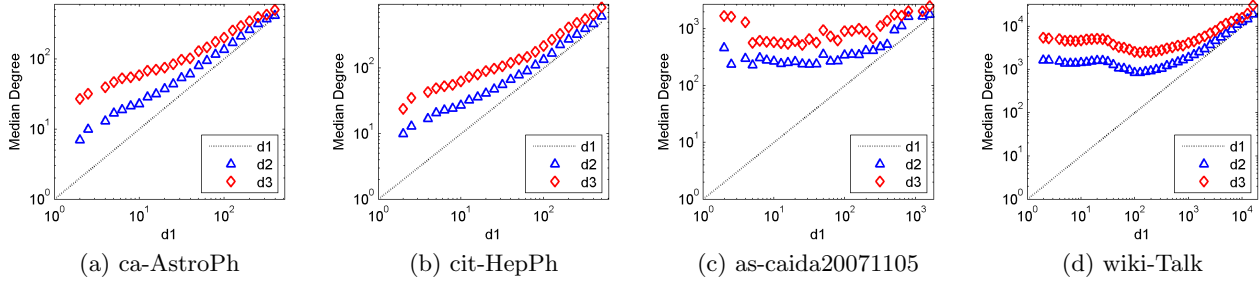 Median Degree
10^2
10^1
10^0
10^0
10^1
10^2
d1
d1
d2
d3
(a) ca-AstroPh
Median Degree
10^2
10^1
10^0
10^0
10^1
10^2
d1
d1
d2
d3
(b) cit-HepPh
Median Degree
10^3
10^2
10^1
10^0
10^0
10^1
10^2
10^3
d1
d1
d2
d3
(c) as-caida20071105
Median Degree
10^4
10^3
10^2
10^1
10^0
10^0
10^1
10^2
10^3
10^4
d1
d1
d2
d3
(d) wiki-Talk